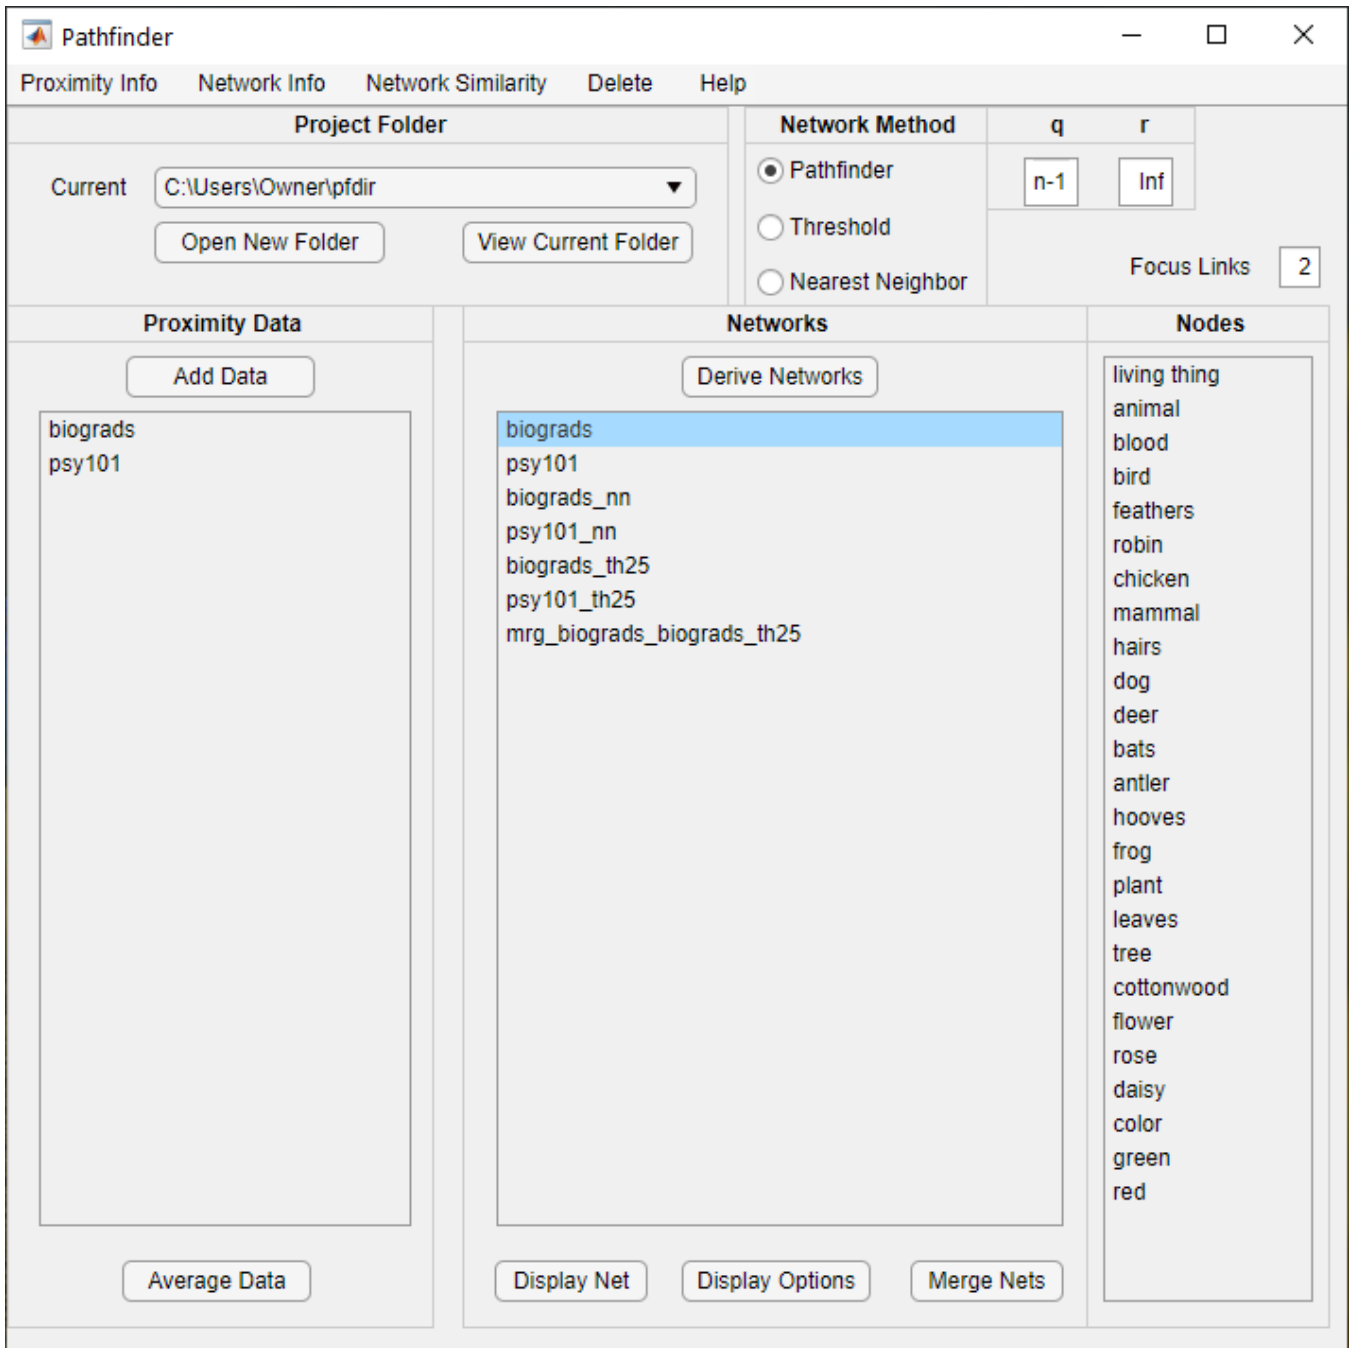 Pathfinder
Proximity Info Network Info Network Similarity Delete Help
Project Folder
Current C:\Users\Owner\pfdir
Open New Folder View Current Folder
Network Method q r
Pathfinder n-1 Inf
Threshold
Nearest Neighbor
Focus Links 2
Proximity Data
Add Data
biograds
psy101
Average Data
Networks
Derive Networks
biograds
psy101
biograds_nn
psy101_nn
biograds_th25
psy101_th25
mrg_biograds_biograds_th25
Display Net Display Options Merge Nets
Nodes
living thing
animal
blood
bird
feathers
robin
chicken
mammal
hairs
dog
deer
bats
antler
hooves
frog
plant
leaves
tree
cottonwood
flower
rose
daisy
color
green
red